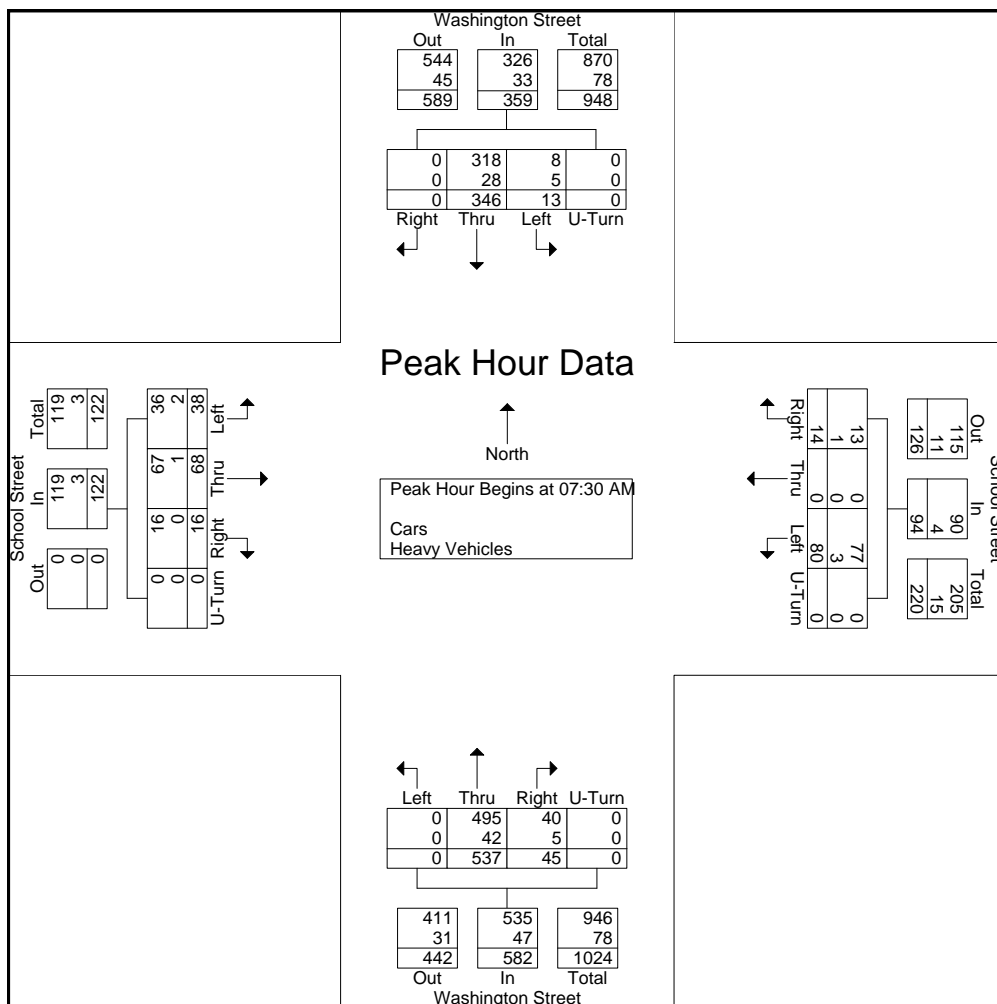 Washington Street
Out In Total
544 326 870
45 33 78
589 359 948
0 318 8 0
0 28 5 0
0 346 13 0
Right Thru Left U-Turn
Peak Hour Data
North
Peak Hour Begins at 07:30 AM
Cars
Heavy Vehicles
School Street
Out In Total
0 119 119
0 3 3
0 122 122
36 67 16 0
2 1 0 0
38 68 16 0
Left Thru Right U-Turn
School Street
Out In Total
115 90 205
11 4 15
126 94 220
13 0 77 0
1 0 3 0
14 0 80 0
Right Thru Left U-Turn
Left Thru Right U-Turn
0 495 40 0
0 42 5 0
0 537 45 0
411 535 946
31 47 78
442 582 1024
Out In Total
Washington Street